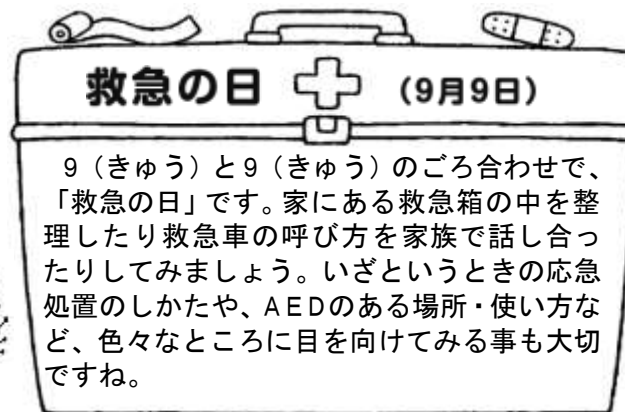 救急の日 (9月9日)
9（きゅう）と9（きゅう）のごろ合わせで、
「救急の日」です。家にある救急箱の中を整
理したり救急車の呼び方を家族で話し合っ
たりしてみましょう。いざというときの応急
処置のしかたや、AEDのある場所・使い方な
ど、色々なところに目を向けてみる事も大切
ですね。